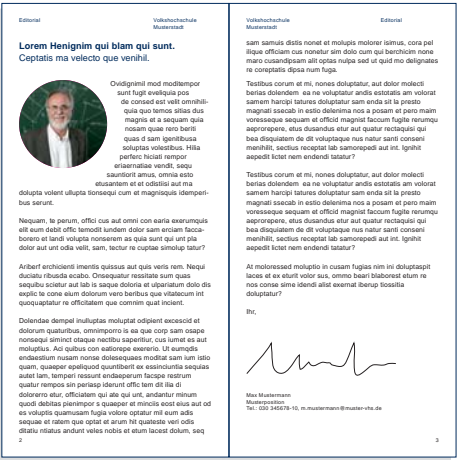 Editorial
Volkshochschule
Musterstadt
Lorem Henignim qui blam qui sunt.
Ceptatis ma velecto que venihil.
Ovidignimil mod moditempor
sunt fugit eveliquia pos
de consed est velit omnihili-
quia quo temos sitias dus
magnis et a sequam quia
nosam quae rero beriti
quas d sam igenitibusa
soluptas volestibus. Hilia
perferc hiciati rempor
eriaernatiae vendit, sequ
sauntiorit amus, omnia esto
etusantem et et odistiisi aut ma
dolupta volent ullupta tionsequi cum et magnisquis idemperi-
bus serunt.
Nequam, te perum, offici cus aut omni con earia exerumquis
elit eum debit offic temodit iundem dolor sam erciam facca-
borero et landi volupta nonserem as quia sunt qui unt pla
dolor aut unt odia velit, sam, tectur re cuptae simolup tatur?
Ariberf erchicienti imentis quissus aut quis veris rem. Nequi
duciatu ribusda ecabo. Onsequatur ressitate sum quas
sequibu scietur aut lab is saque doloria et ulpariatum dolo dis
explic te cone eium dolorum vero beribus que vitatecum int
quoquaptatur re officitatem que comnim quat incient.
Dolendae dempel inulluptas moluptat odipient excescid et
dolorum quaturibus, omnimporro is ea que corp sam osape
nonsequi siminct otaque nectibu saperitiur, cus iumet es aut
moluptius. Aci quibus con eatiorepe exererio. Ut eumqdis
endaestium nusam nonse dolesequaes moditat sam ium istio
quam, quaeper epeliquod quuntiberit ex essincientis sequias
autet lam, temperi ressunt endaeperum facspe restrum
quatur rempos sin periasp iderunt offic tem dit ilia di
dolorerro etur, officiatem qui ate qui unt, andantur minum
quodi debitas pienimpor s quaeper et minciis eost eius aut od
es voluptis quamusam fugia volore optatur mil eum adis
sequae et ratem que optat et arum hit quateste veri odis
ditatiu ntiatus andunt veles nobis et etum lacest dolum, seq
2
Volkshochschule
Musterstadt
Editorial
sam samuis distis nonet et molupis molorer isimus, cora pel
ilique officiam cus nonetur sim dolo cum qui berchicim none
maro cusandipsam alit optas nulpa sed ut quid mo delignates
re coreptatis dipsa num fuga.
Testibus corum et mi, nones doluptatur, aut dolor molecti
berias dolendem ea ne voluptatur andis estotatis am volorat
samem harcipi tatures doluptatur sam enda sit la presto
magnati ssecab in estio delenima nos a posam et pero maim
voresseque sequam et officid magnist faccum fugite volorumqu
aeprorepere, etus dusandus etur aut quatur rectaquisi qui
bea disquiatem de dit volupic tectus mus natur santi conseni
menihilit, sectius receptat lab samorepedi aut int. Ignihit
aepedit lictet nem endendi tatatur?
Testibus corum et mi, nones doluptatur, aut dolor molecti
berias dolendem ea ne voluptatur andis estotatis am volorat
samem harcipi tatures doluptatur sam enda sit la presto
magnati ssecab in estio delenima nos a posam et pero maim
voresseque sequam et officid magnist faccum fugite volorumqu
aeprorepere, etus dusandus etur aut quatur rectaquisi qui
bea disquiatem de dit volupic tectus mus natur santi conseni
menihilit, sectius receptat lab samorepedi aut int. Ignihit
aepedit lictet nem endendi tatatur?
At moloressed moluptio in cusam fugias nim ini doluptaspit
laces et ex eturit volor sus, ommo beari blaborest etum re
nos conse sime idendi alist exernat iberup tiossitia
doluptatur?
Ihr,
Max Mustermann
Musterposition
Tel.: 030 345678-10, m.mustermann@muster-vhs.de
3